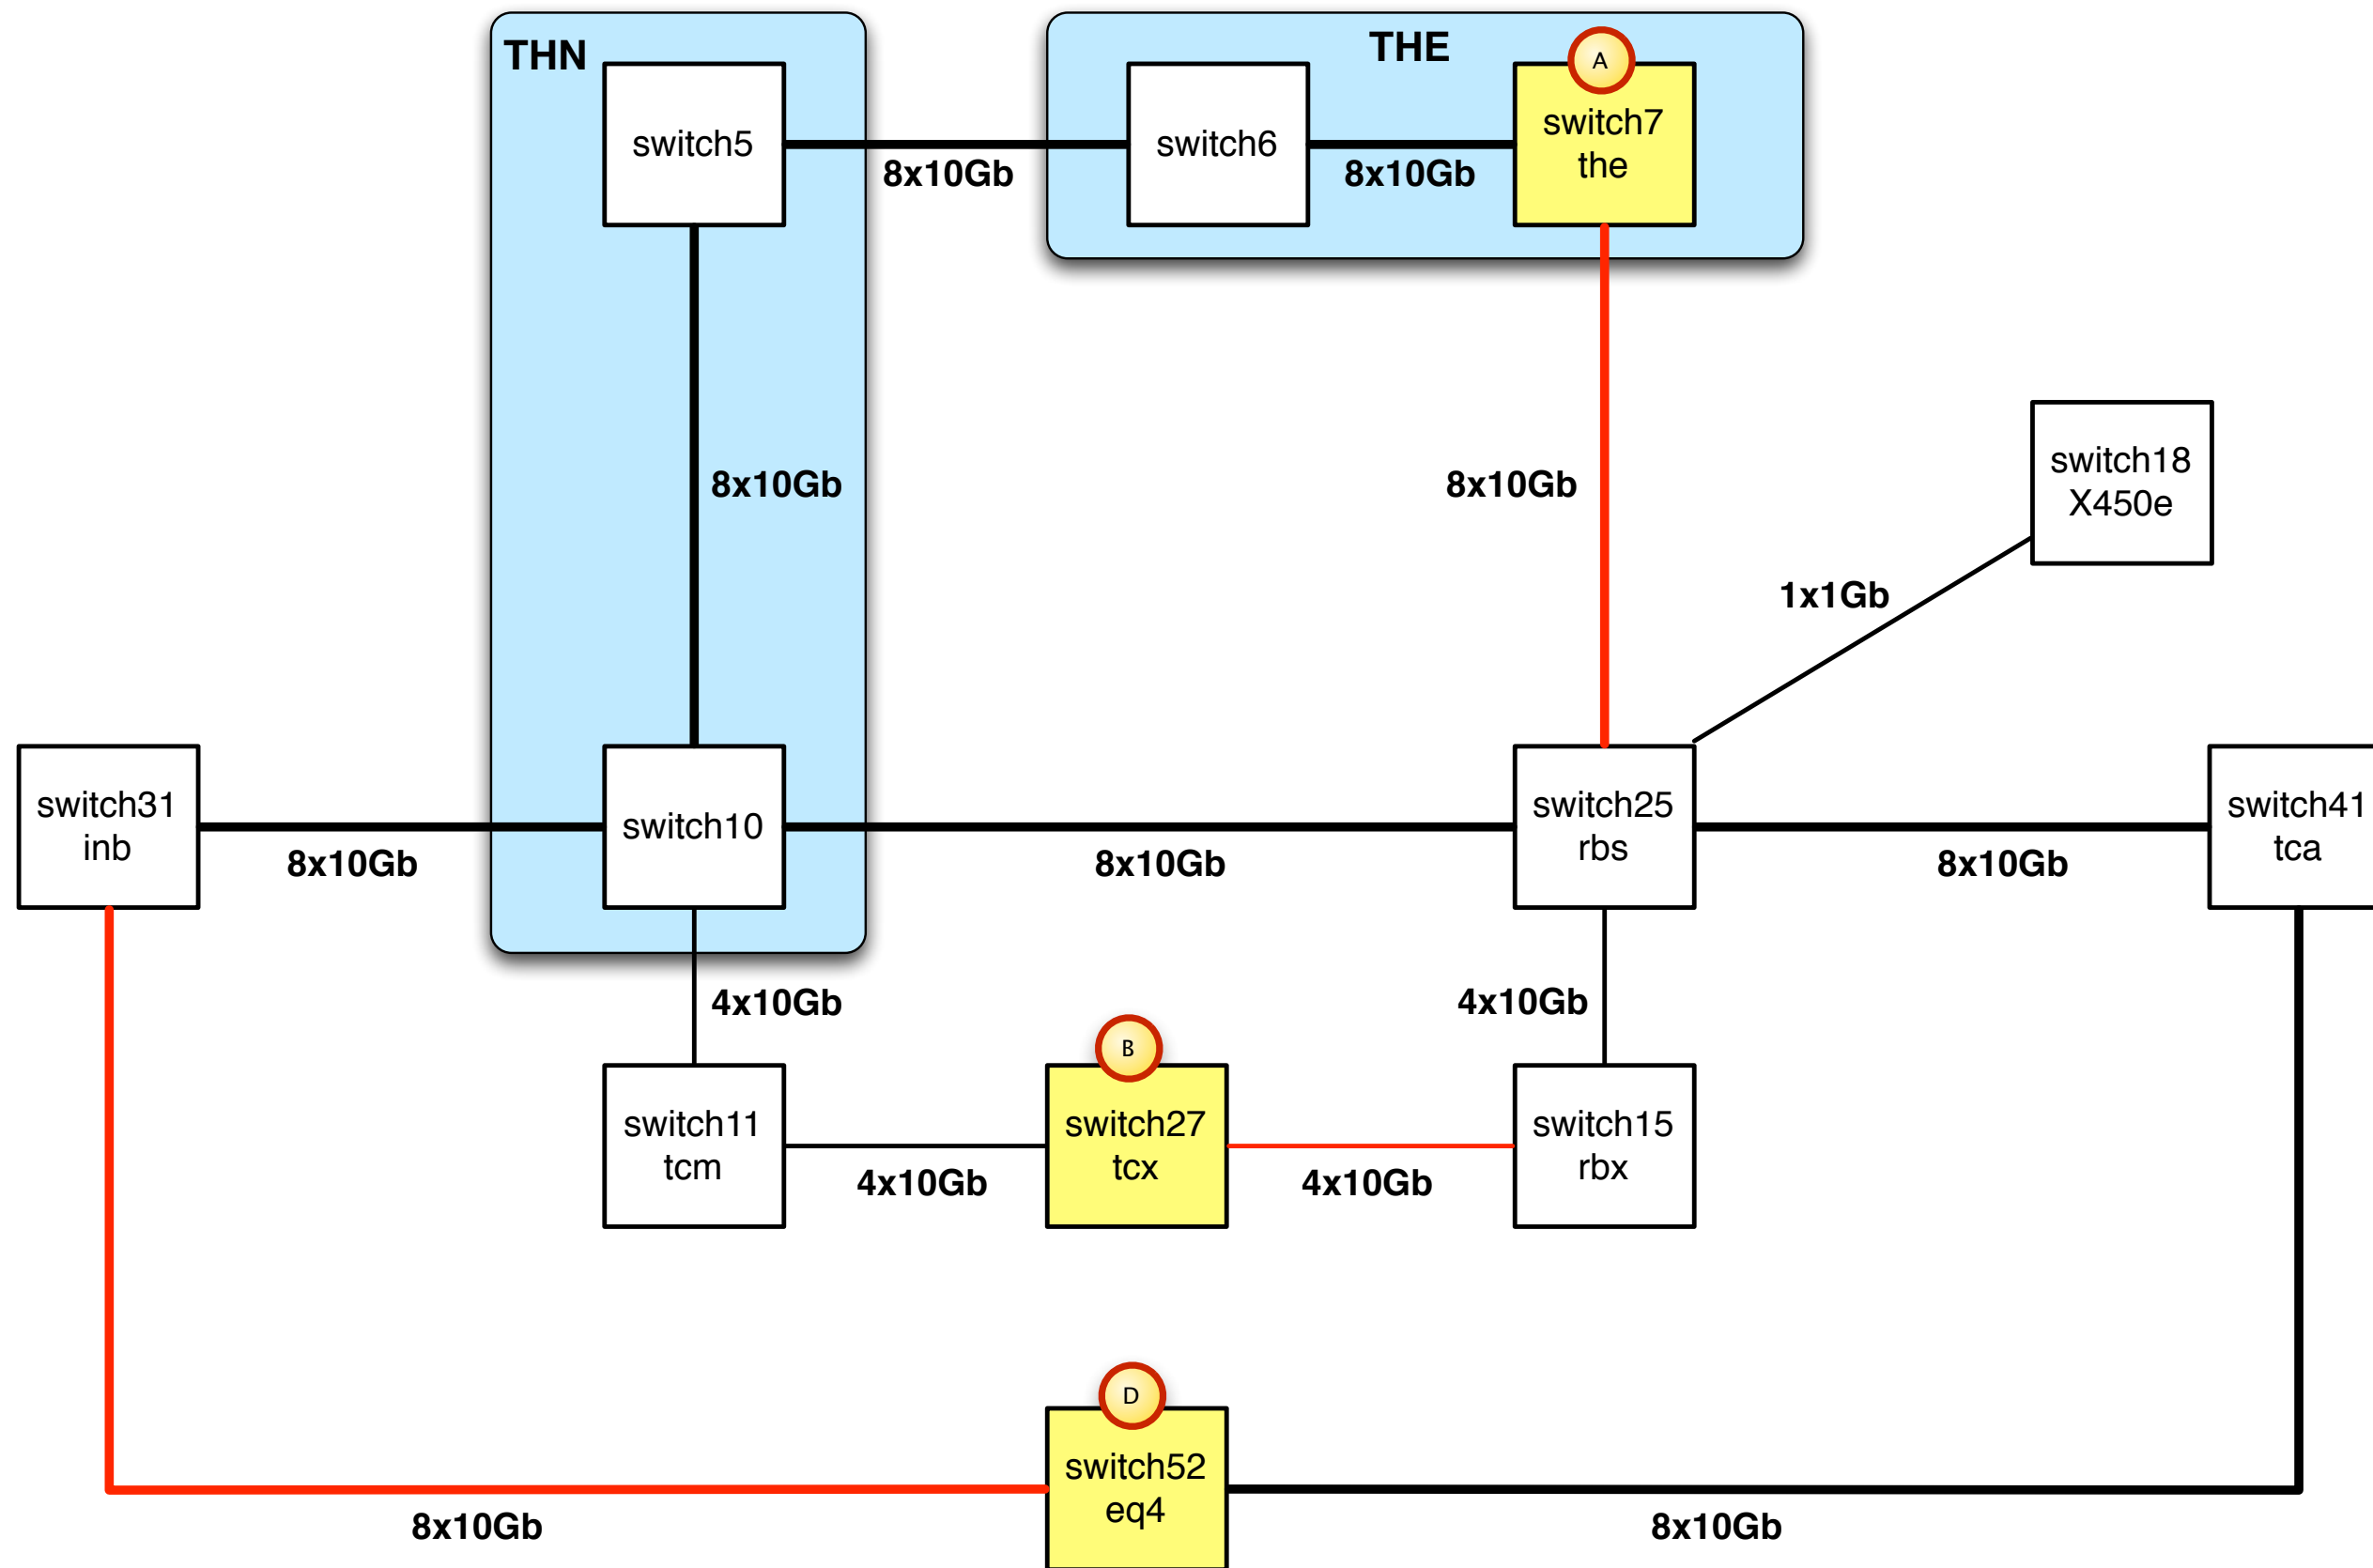 THN
THE
A
switch5
switch6
switch7
the
8x10Gb
8x10Gb
8x10Gb
8x10Gb
switch18
X450e
1x1Gb
switch31
inb
switch10
switch25
rbs
switch41
tca
8x10Gb
8x10Gb
8x10Gb
4x10Gb
4x10Gb
B
switch11
tcm
switch27
tcx
switch15
rbx
4x10Gb
4x10Gb
D
switch52
eq4
8x10Gb
8x10Gb